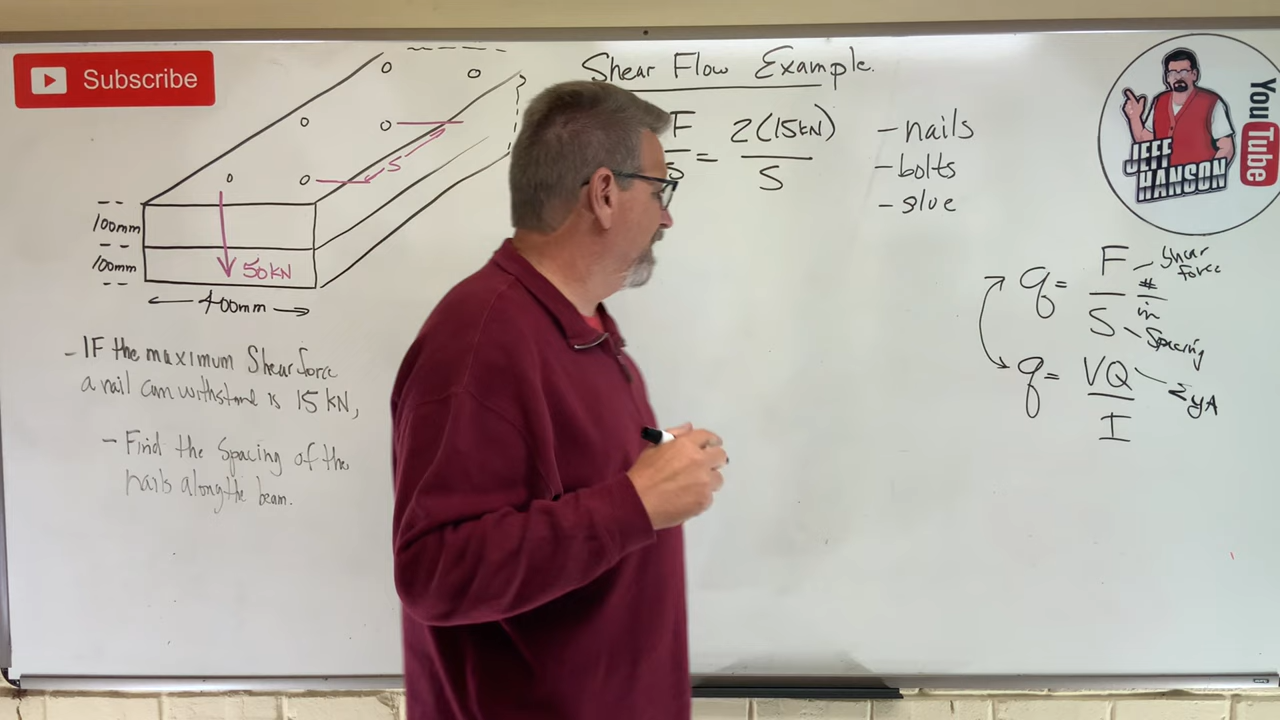 Subscribe
Shear Flow Example.
F
S = 2(15kN)
S
- nails
- bolts
- glue
S
100mm
100mm
50kN
400mm
- IF the maximum Shear force
a nail can withstand is 15 kN,
- Find the Spacing of the
nails along the beam.
q = F Shear force
S # in
Spacing
q = VQ
I
Σ yA
JEFF
HANSON
YouTube